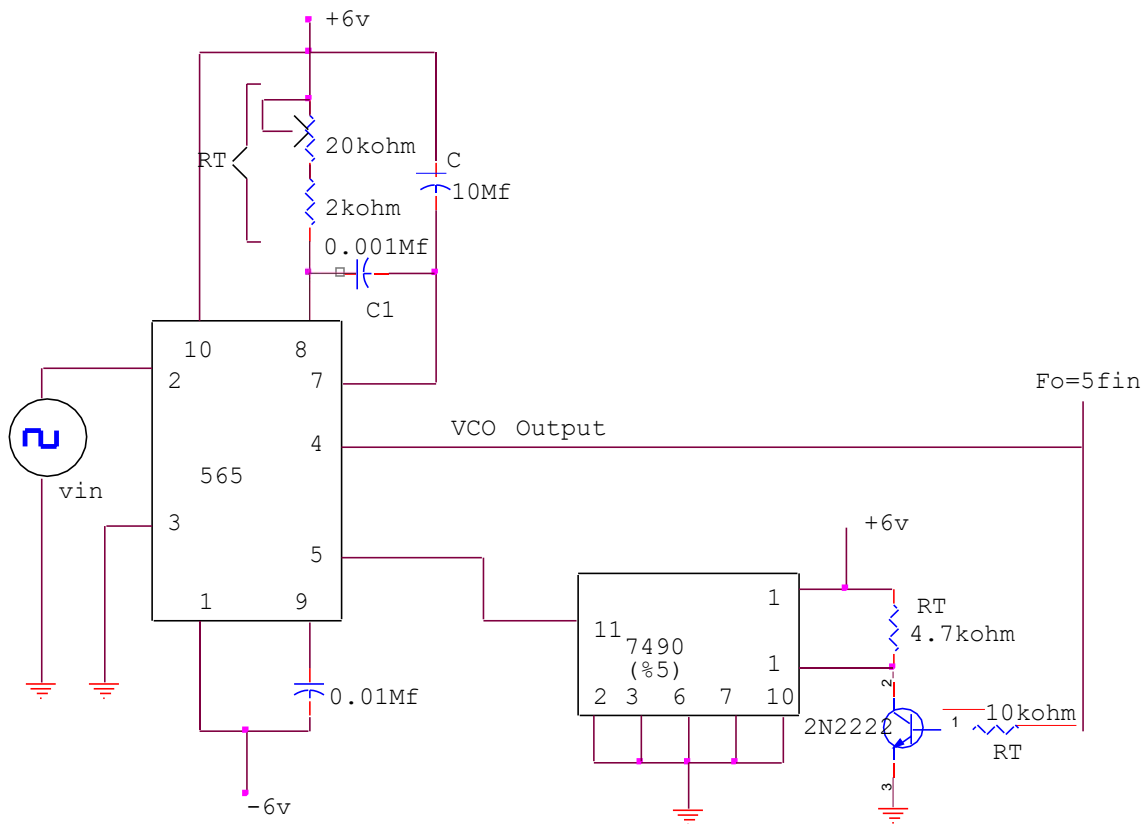 +6v
RT
20kohm
C
10Mf
2kohm
0.001Mf
C1
10
8
2
7
Fo=5fin
VCO Output
4
565
vin
3
+6v
5
1
9
1
RT
11
7490
4.7kohm
(%5)
1
2
3
6
7
10
2
0.01Mf
2N2222
1
10kohm
RT
3
-6v